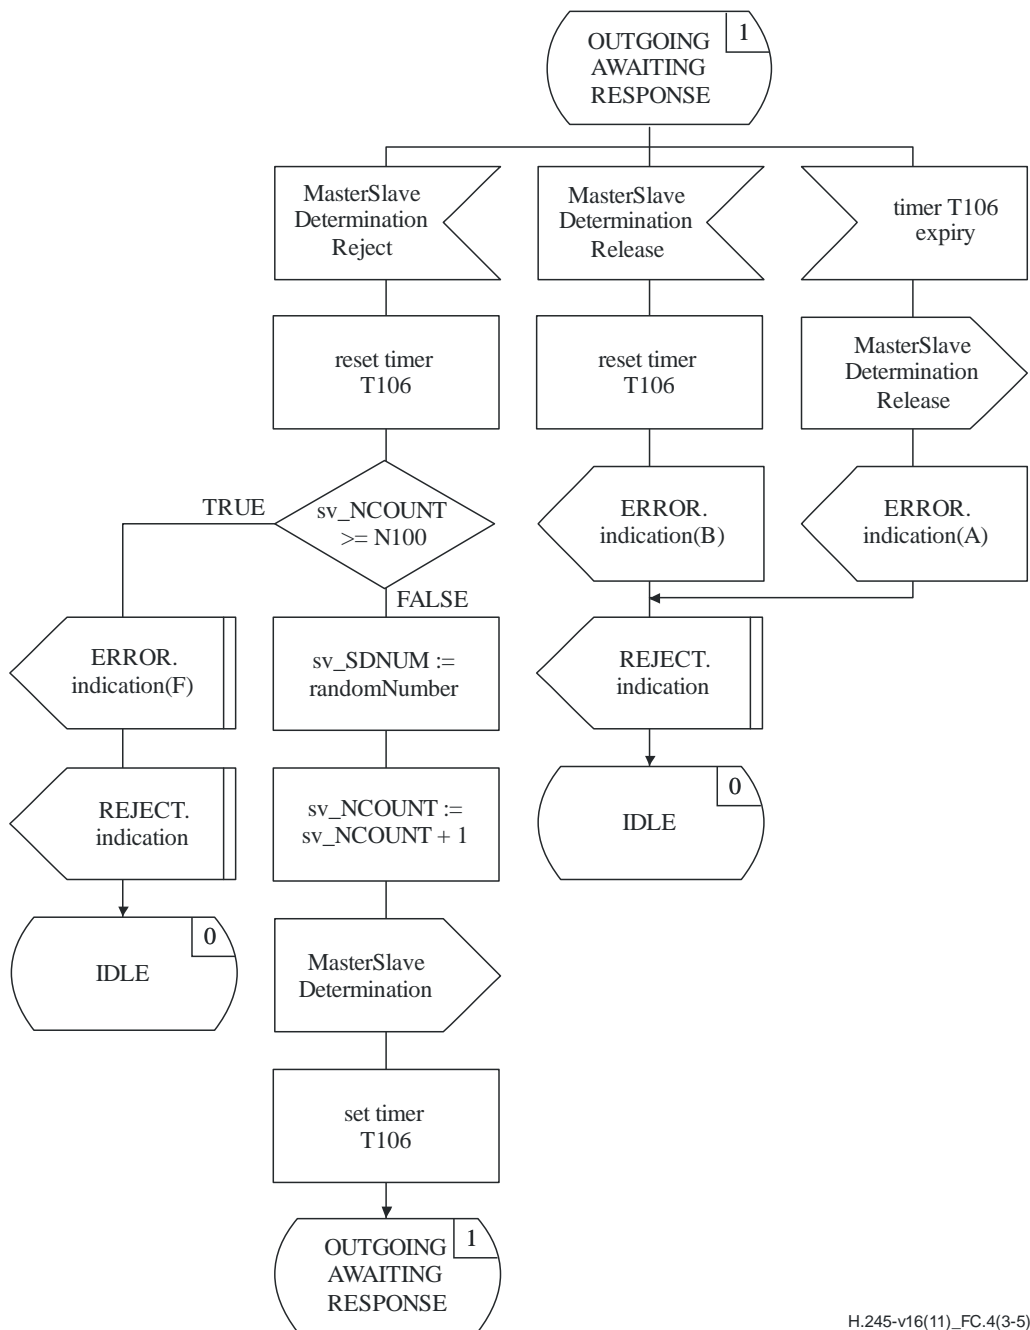 OUTGOING
AWAITING
RESPONSE
1
MasterSlave
Determination
Reject
MasterSlave
Determination
Release
timer T106
expiry
reset timer
T106
reset timer
T106
MasterSlave
Determination
Release
TRUE
sv_NCOUNT
>= N100
FALSE
ERROR.
indication(B)
ERROR.
indication(A)
ERROR.
indication(F)
sv_SDNUM :=
randomNumber
REJECT.
indication
REJECT.
indication
sv_NCOUNT :=
sv_NCOUNT + 1
IDLE
0
IDLE
0
MasterSlave
Determination
set timer
T106
OUTGOING
AWAITING
RESPONSE
1
H.245-v16(11)_FC.4(3-5)